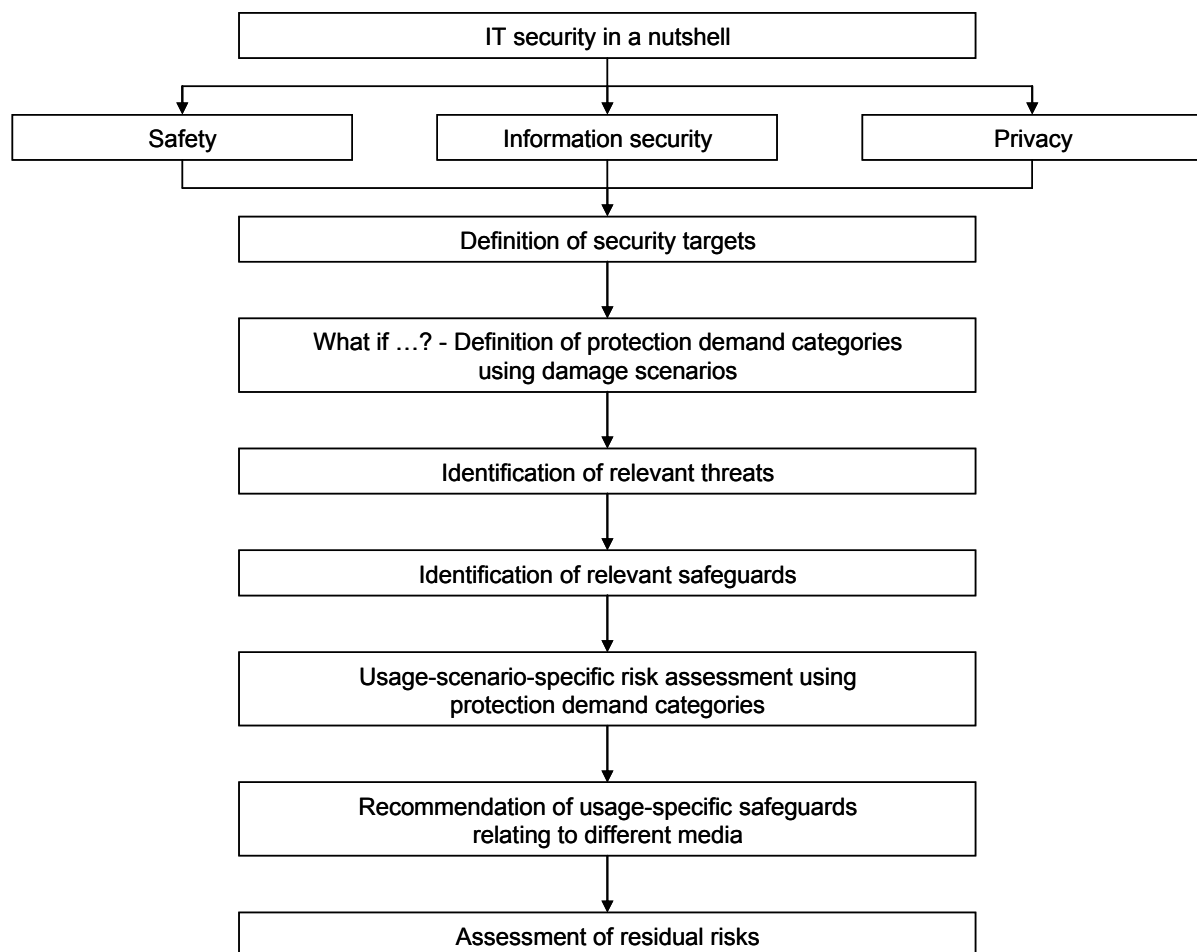 IT security in a nutshell
Safety
Information security
Privacy
Definition of security targets
What if …? - Definition of protection demand categories
using damage scenarios
Identification of relevant threats
Identification of relevant safeguards
Usage-scenario-specific risk assessment using
protection demand categories
Recommendation of usage-specific safeguards
relating to different media
Assessment of residual risks